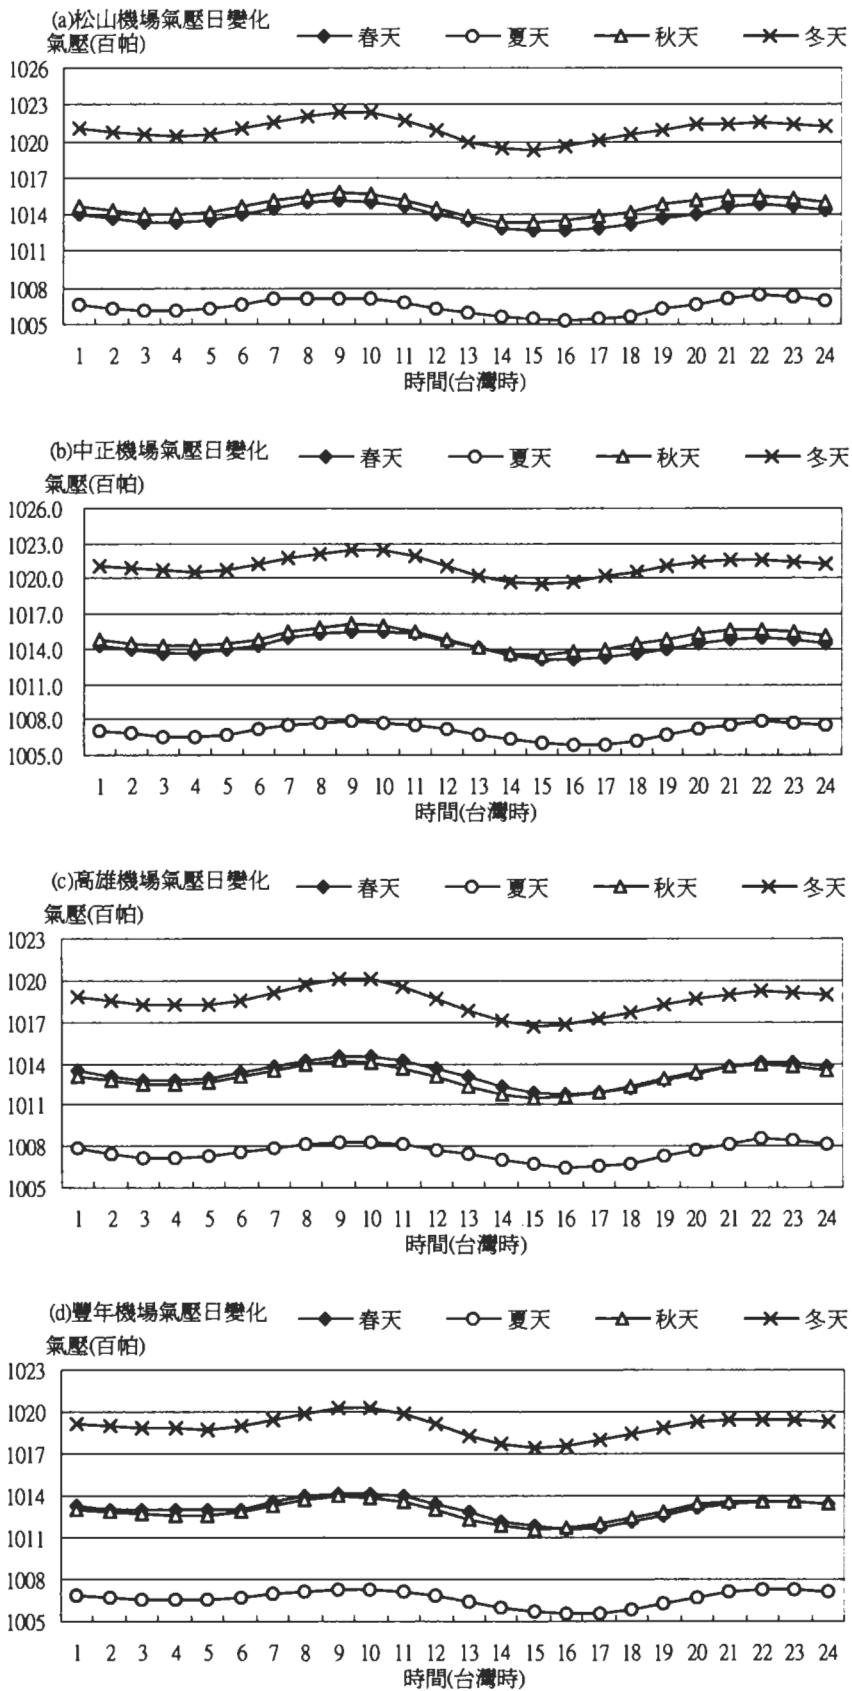 (a)松山機場氣壓日變化
氣壓(百帕)
春天 夏天 秋天 冬天
1026
1023
1020
1017
1014
1011
1008
1005
1 2 3 4 5 6 7 8 9 10 11 12 13 14 15 16 17 18 19 20 21 22 23 24
時間(台灣時)
(b)中正機場氣壓日變化
春天 夏天 秋天 冬天
氣壓(百帕)
1026.0
1023.0
1020.0
1017.0
1014.0
1011.0
1008.0
1005.0
1 2 3 4 5 6 7 8 9 10 11 12 13 14 15 16 17 18 19 20 21 22 23 24
時間(台灣時)
(c)高雄機場氣壓日變化
春天 夏天 秋天 冬天
氣壓(百帕)
1023
1020
1017
1014
1011
1008
1005
1 2 3 4 5 6 7 8 9 10 11 12 13 14 15 16 17 18 19 20 21 22 23 24
時間(台灣時)
(d)豐年機場氣壓日變化
春天 夏天 秋天 冬天
氣壓(百帕)
1023
1020
1017
1014
1011
1008
1005
1 2 3 4 5 6 7 8 9 10 11 12 13 14 15 16 17 18 19 20 21 22 23 24
時間(台灣時)